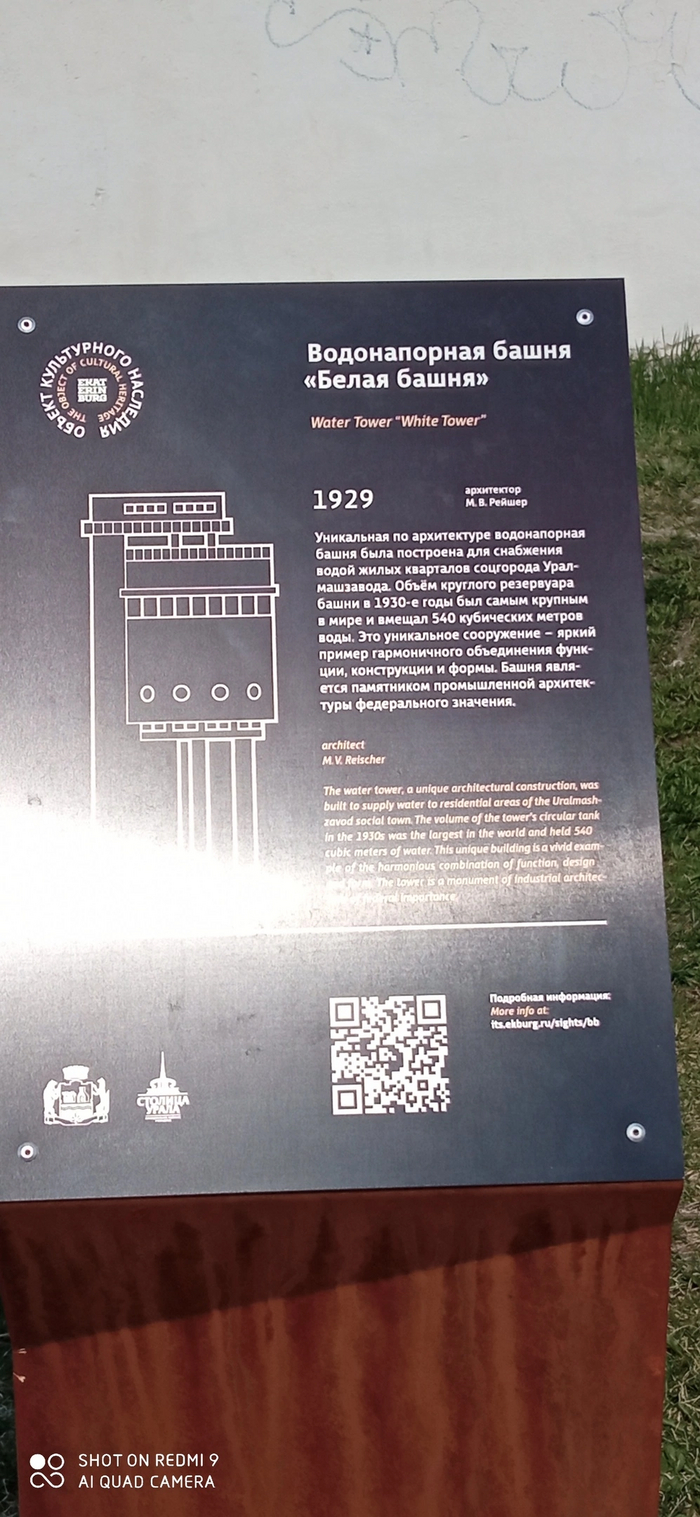 ОБЪЕКТ КУЛЬТУРНОГО НАСЛЕДИЯ
THE OBJECT OF CULTURAL HERITAGE
EKAT
ERIN
BURG
Водонапорная башня
«Белая башня»
Water Tower "White Tower"
1929
архитектор
М. В. Рейшер
Уникальная по архитектуре водонапорная
башня была построена для снабжения
водой жилых кварталов соцгорода Урал-
машзавода. Объём круглого резервуара
башни в 1930-е годы был самым крупным
в мире и вмещал 540 кубических метров
воды. Это уникальное сооружение – яркий
пример гармоничного объединения функ-
ции, конструкции и формы. Башня явля-
ется памятником промышленной архитек-
туры федерального значения.
architect
M.V. Reischer
The water tower, a unique architectural construction, was
built to supply water to residential areas of the Uralmash-
zavod social town. The volume of the tower's circular tank
in the 1930s was the largest in the world and held 540
cubic meters of water. This unique building is a vivid exam-
ple of the harmonious combination of function, design
The tower is a monument of industrial architec-
federal importance.
Подробная информация:
More info at:
its.ekburg.ru/sights/bb
СТОЛИЦА
УРАЛА
SHOT ON REDMI 9
AI QUAD CAMERA